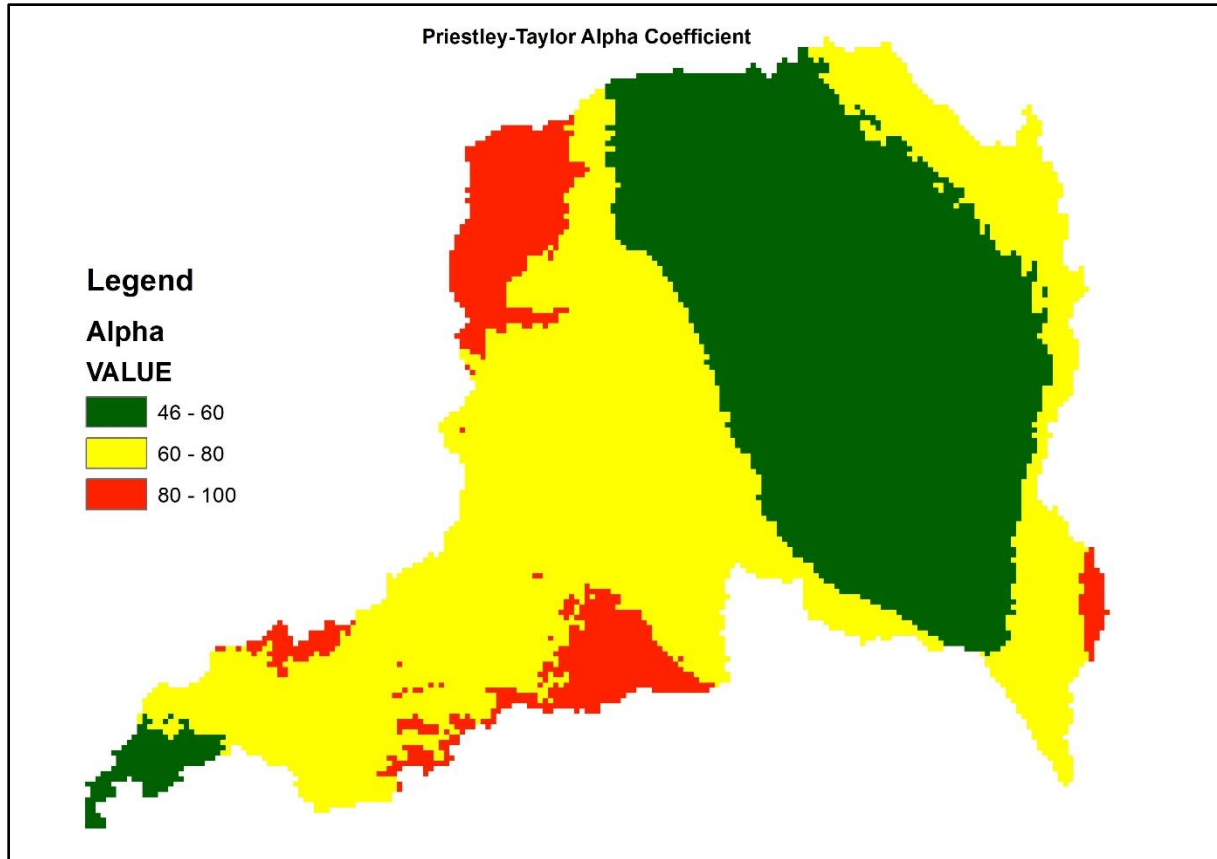 Priestley-Taylor Alpha Coefficient
Legend
Alpha
VALUE
46 - 60
60 - 80
80 - 100